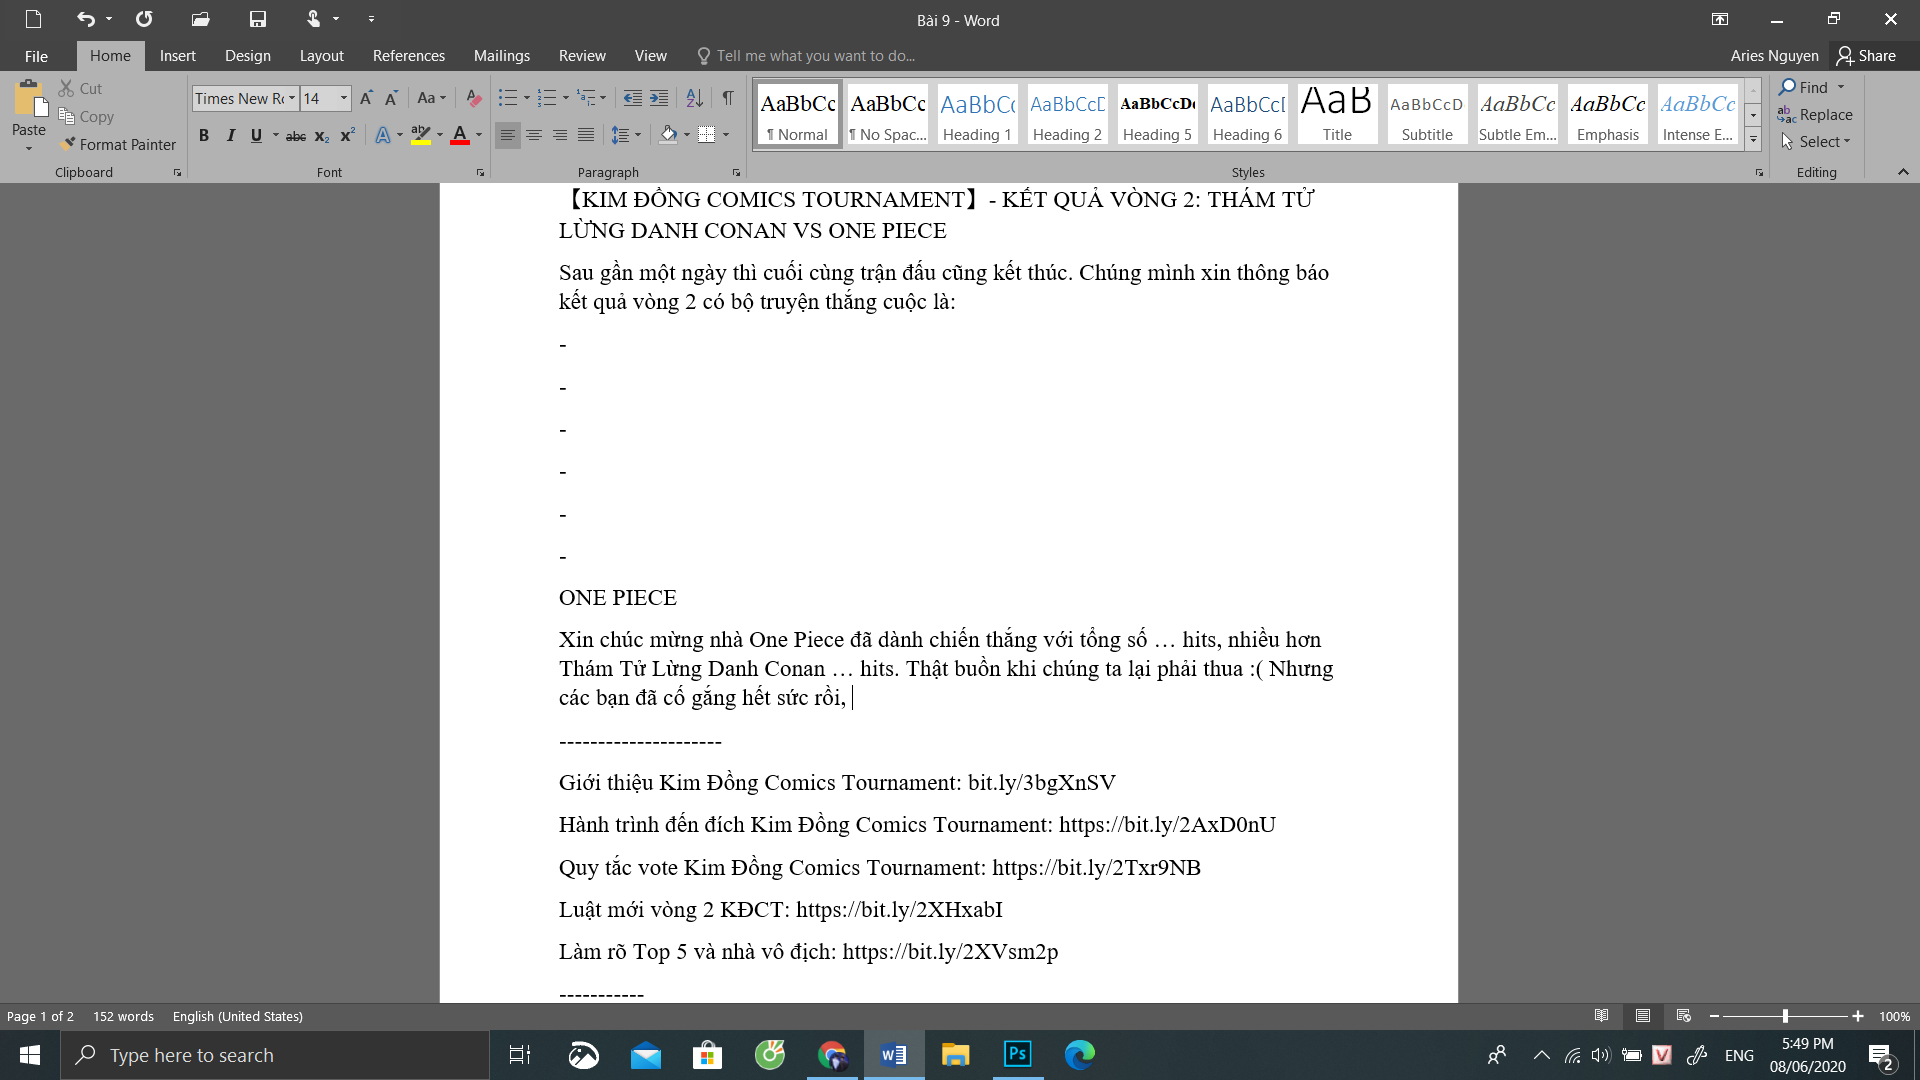 Bài 9 - Word
File Home Insert Design Layout References Mailings Review View Tell me what you want to do... Aries Nguyen Share
Paste Cut Copy Format Painter Clipboard
Times New Ro 14 Font
Paragraph
AaBbCc AaBbCc AaBbCc AaBbCcD AaBbCcDc AaBbCcD AaB AaBbCcD AaBbCc AaBbCc AaBbCc
¶ Normal ¶ No Spac... Heading 1 Heading 2 Heading 5 Heading 6 Title Subtitle Subtle Em... Emphasis Intense E...
Styles
Find Replace Select Editing
【KIM ĐỒNG COMICS TOURNAMENT】- KẾT QUẢ VÒNG 2: THÁM TỬ
LỪNG DANH CONAN VS ONE PIECE
Sau gần một ngày thì cuối cùng trận đấu cũng kết thúc. Chúng mình xin thông báo
kết quả vòng 2 có bộ truyện thắng cuộc là:
-
-
-
-
-
-
ONE PIECE
Xin chúc mừng nhà One Piece đã dành chiến thắng với tổng số … hits, nhiều hơn
Thám Tử Lừng Danh Conan … hits. Thật buồn khi chúng ta lại phải thua :( Nhưng
các bạn đã cố gắng hết sức rồi,
---------------------
Giới thiệu Kim Đồng Comics Tournament: bit.ly/3bgXnSV
Hành trình đến đích Kim Đồng Comics Tournament: https://bit.ly/2AxD0nU
Quy tắc vote Kim Đồng Comics Tournament: https://bit.ly/2Txr9NB
Luật mới vòng 2 KĐCT: https://bit.ly/2XHxabI
Làm rõ Top 5 và nhà vô địch: https://bit.ly/2XVsm2p
-----------
Page 1 of 2 152 words English (United States) 100%
Type here to search ENG 5:49 PM
08/06/2020 2